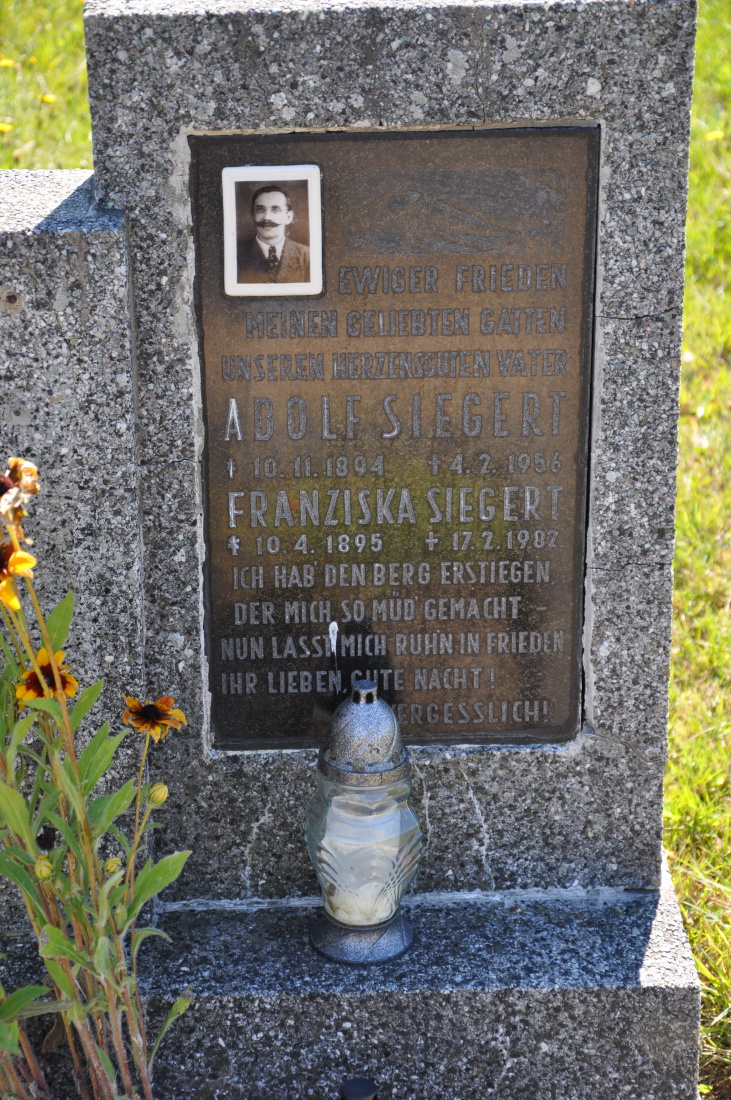 EWIGER FRIEDEN
MEINEN GELIEBTEN GATTEN
UNSEREN HERZENSGUTEN VATER
ADOLF SIEGERT
* 10.11.1894 + 4.2.1956
FRANZISKA SIEGERT
* 10.4.1895 + 17.2.1982
ICH HAB' DEN BERG ERSTIEGEN,
DER MICH SO MÜD' GEMACHT –
NUN LASST MICH RUH'N IN FRIEDEN
IHR LIEBEN, GUTE NACHT!